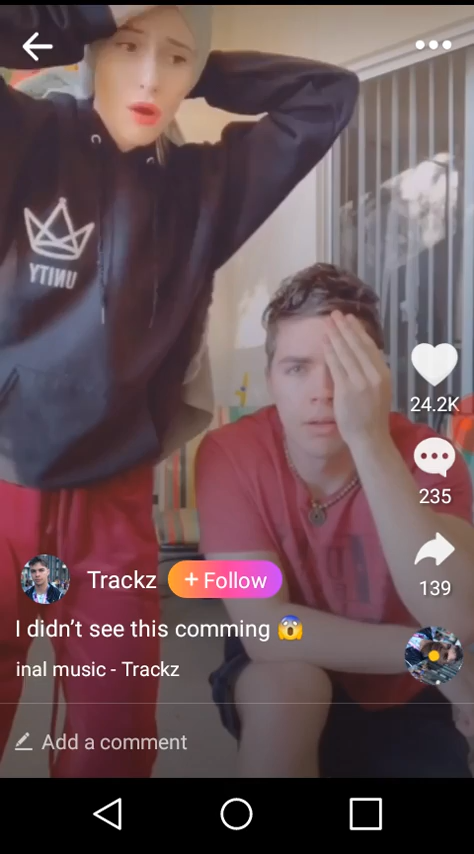 UNITY
24.2K
235
139
Trackz
+ Follow
I didn't see this comming 😱
inal music - Trackz
Add a comment